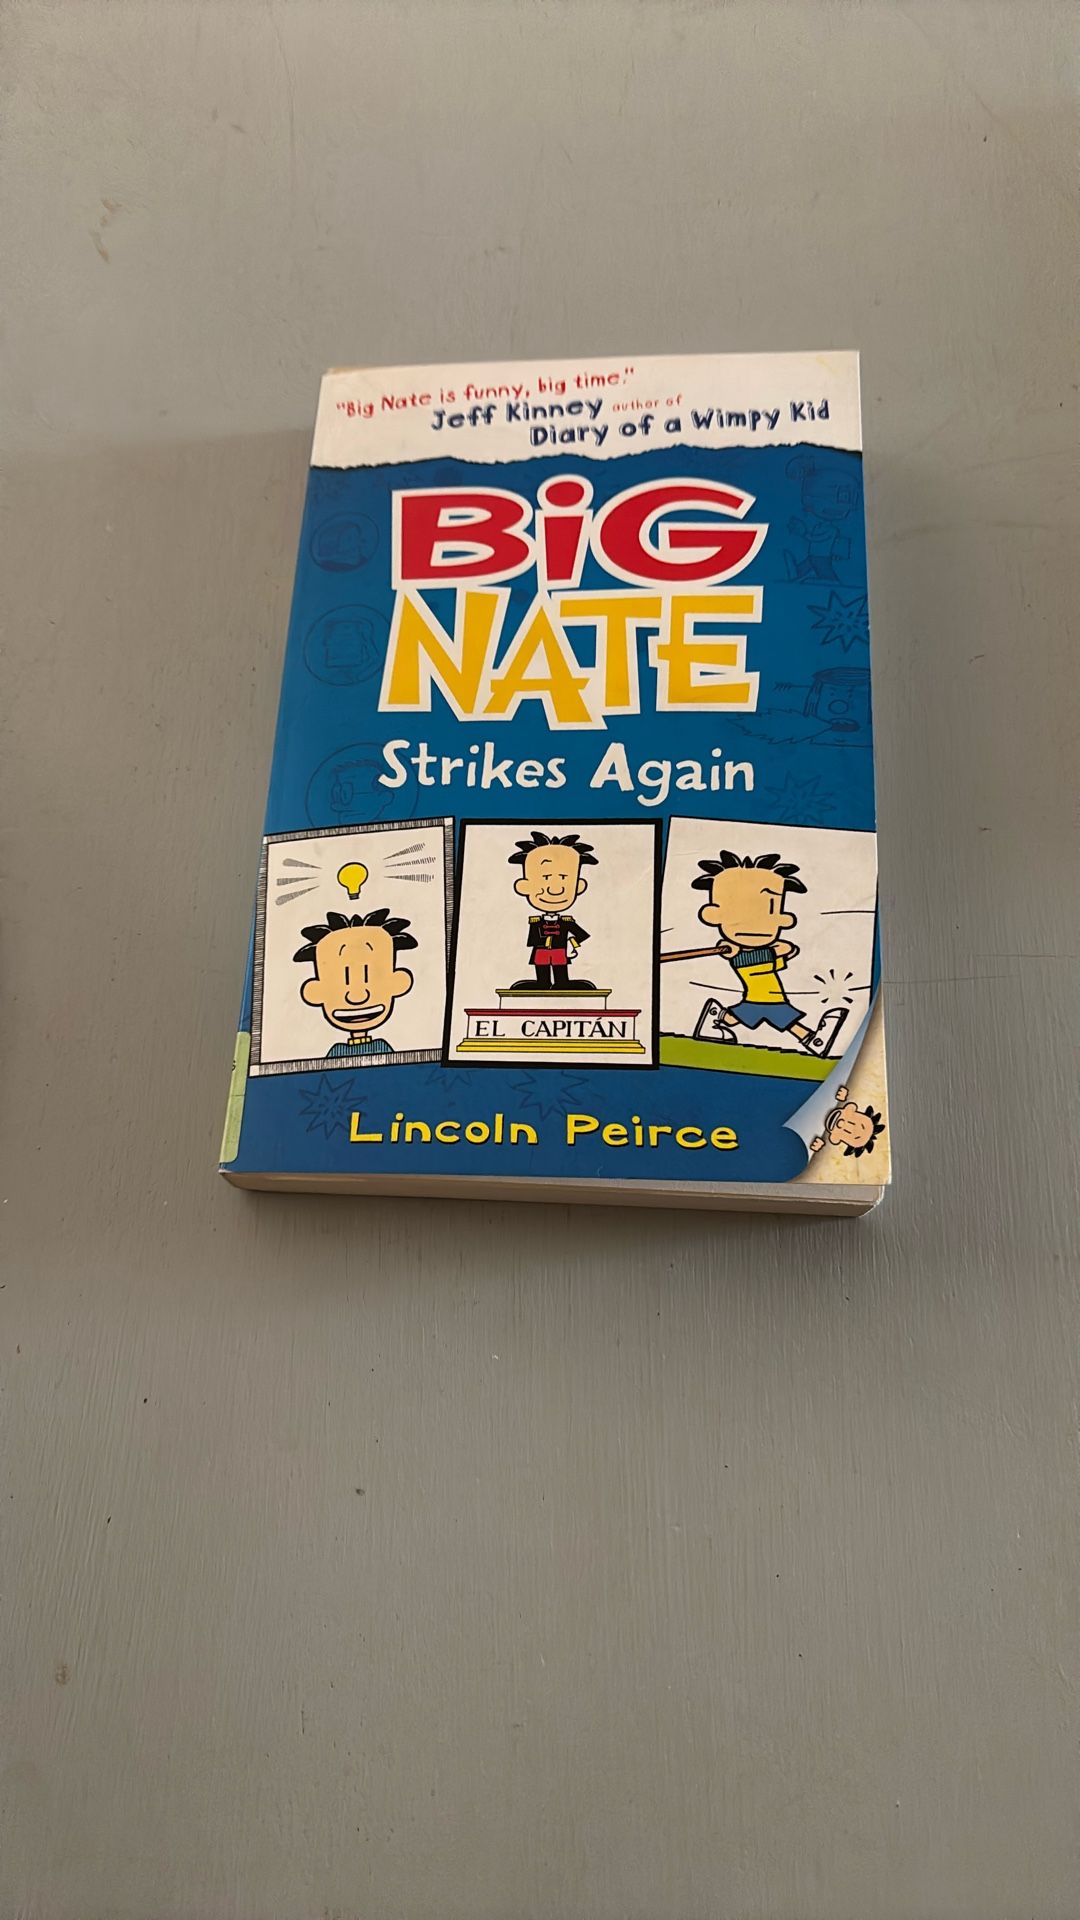 "Big Nate is funny, big time."
Jeff Kinney author of
Diary of a Wimpy Kid
BiG
NATE
Strikes Again
EL CAPITÁN
Lincoln Peirce